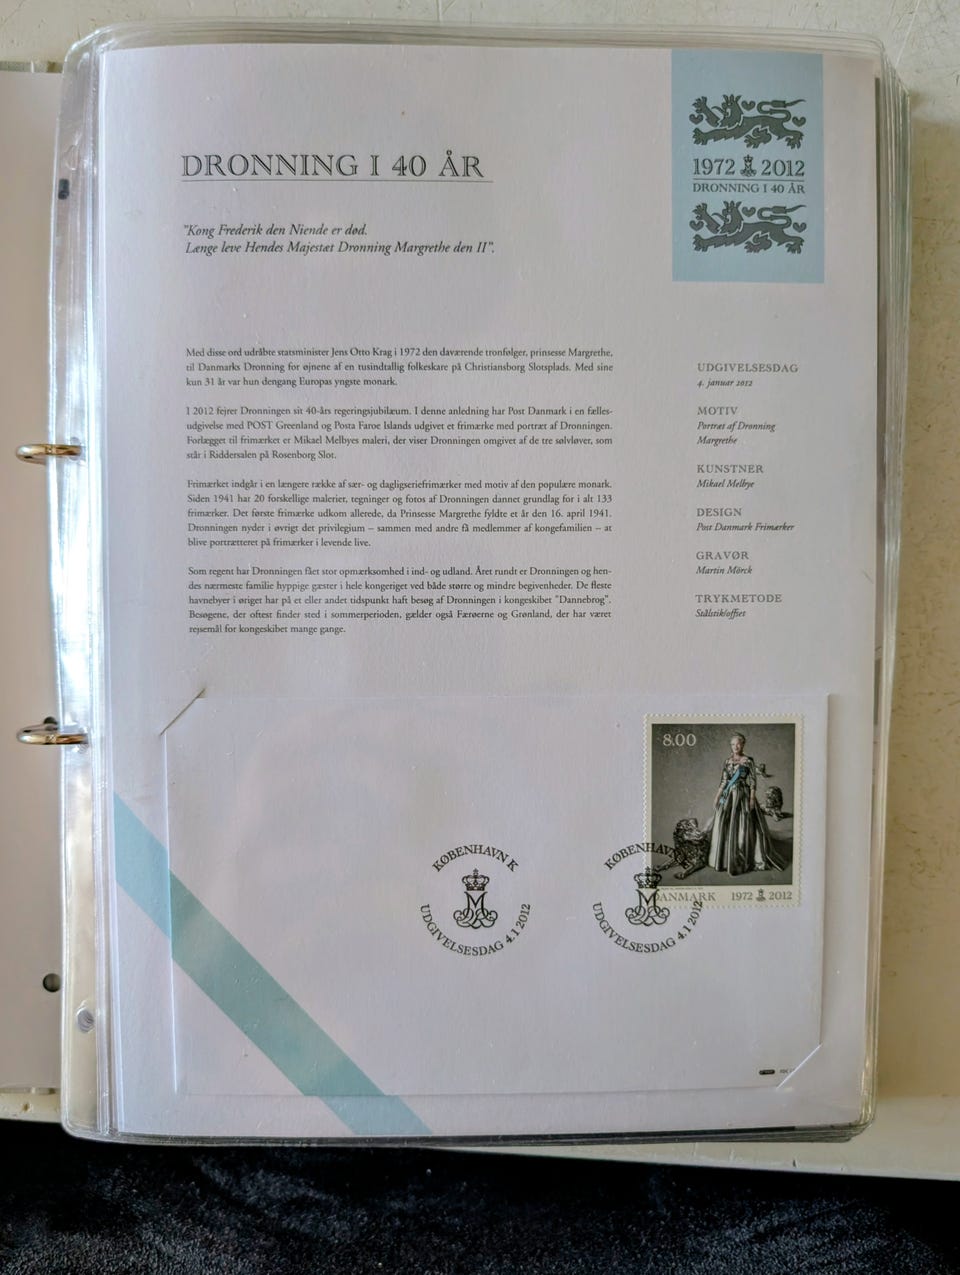 DRONNING I 40 ÅR
"Kong Frederik den Niende er død.
Længe leve Hendes Majestæt Dronning Margrethe den II".
1972 2012
DRONNING I 40 ÅR
Med disse ord udråbte statsminister Jens Otto Krag i 1972 den daværende tronfølger, prinsesse Margrethe,
til Danmarks Dronning for øjnene af en tusindtallig folkeskare på Christiansborg Slotsplads. Med sine
kun 31 år var hun dengang Europas yngste monark.
I 2012 fejrer Dronningen sit 40-års regeringsjubilæum. I denne anledning har Post Danmark i en fælles-
udgivelse med POST Greenland og Posta Faroe Islands udgivet et frimærke med portræt af Dronningen.
Forlægget til frimærket er Mikael Melbyes maleri, der viser Dronningen omgivet af de tre sølvløver, som
står i Riddersalen på Rosenborg Slot.
Frimærket indgår i en længere række af sær- og dagligseriefrimærker med motiv af den populære monark.
Siden 1941 har 20 forskellige malerier, tegninger og fotos af Dronningen dannet grundlag for i alt 133
frimærker. Det første frimærke udkom allerede, da Prinsesse Margrethe fyldte et år den 16. april 1941.
Dronningen nyder i øvrigt det privilegium – sammen med andre få medlemmer af kongefamilien – at
blive portrætteret på frimærker i levende live.
Som regent har Dronningen fået stor opmærksomhed i ind- og udland. Året rundt er Dronningen og hen-
des nærmeste familie hyppige gæster i hele kongeriget ved både større og mindre begivenheder. De fleste
havnebyer i øriget har på et eller andet tidspunkt haft besøg af Dronningen i kongeskibet "Dannebrog".
Besøgene, der oftest finder sted i sommerperioden, gælder også Færøerne og Grønland, der har været
rejsemål for kongeskibet mange gange.
UDGIVELSESDAG
4. januar 2012
MOTIV
Portræt af Dronning
Margrethe
KUNSTNER
Mikael Melbye
DESIGN
Post Danmark Frimærker
GRAVØR
Martin Mörck
TRYKMETODE
Stålstik/offset
8.00
DANMARK 1972 2012
KØBENHAVN K
UDGIVELSESDAG 4.1 2012
KØBENHAVN K
UDGIVELSESDAG 4.1 2012